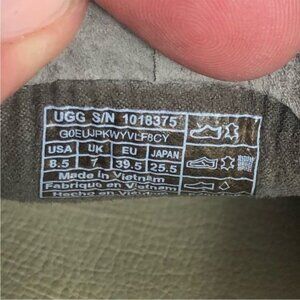 UGG S/N 1018375
G0EUJPKWYVLF8CY
USA UK EU JAPAN
8.5 7 39.5 25.5
Made in Vietnam
Fabriqué en Vietnam
Hecho en Vietnam